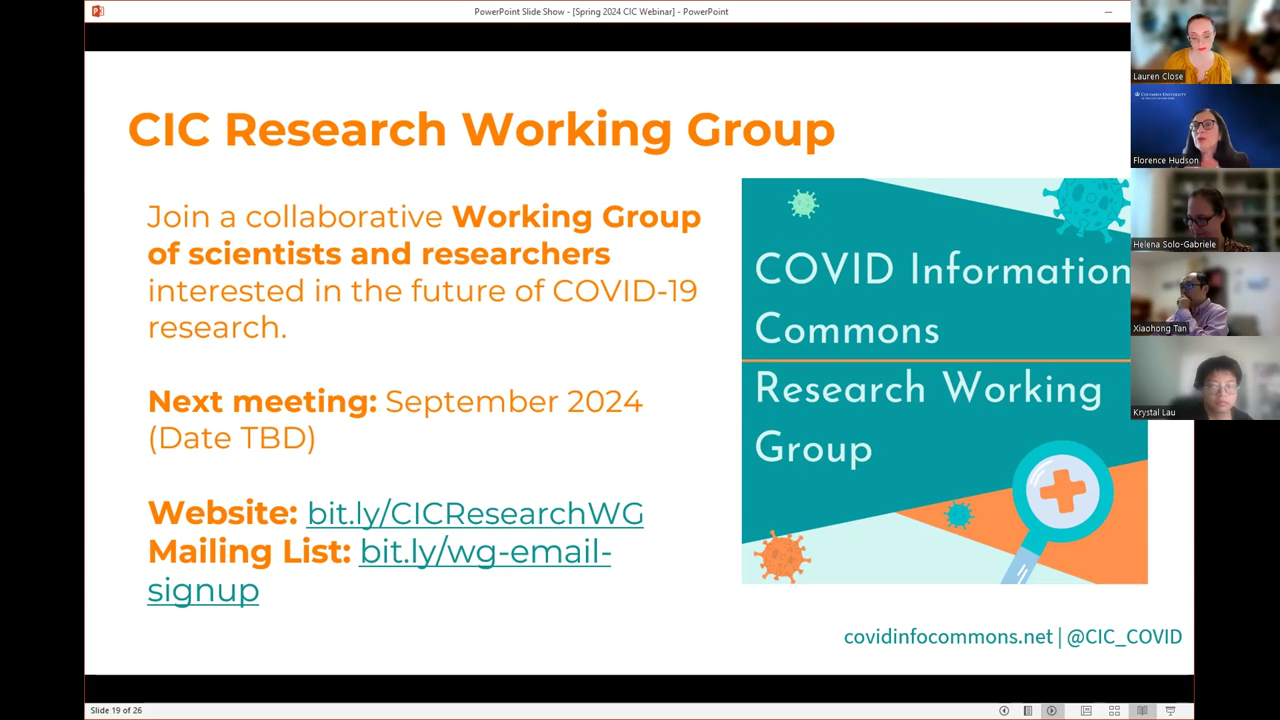 PowerPoint Slide Show - [Spring 2024 CIC Webinar] - PowerPoint
CIC Research Working Group
Join a collaborative Working Group
of scientists and researchers
interested in the future of COVID-19
research.
Next meeting: September 2024
(Date TBD)
Website: bit.ly/CICResearchWG
Mailing List: bit.ly/wg-email-
signup
COVID Information
Commons
Research Working
Group
covidinfocommons.net | @CIC_COVID
Slide 19 of 26
Lauren Close
COLUMBIA UNIVERSITY
Florence Hudson
Helena Solo-Gabriele
Xiaohong Tan
Krystal Lau